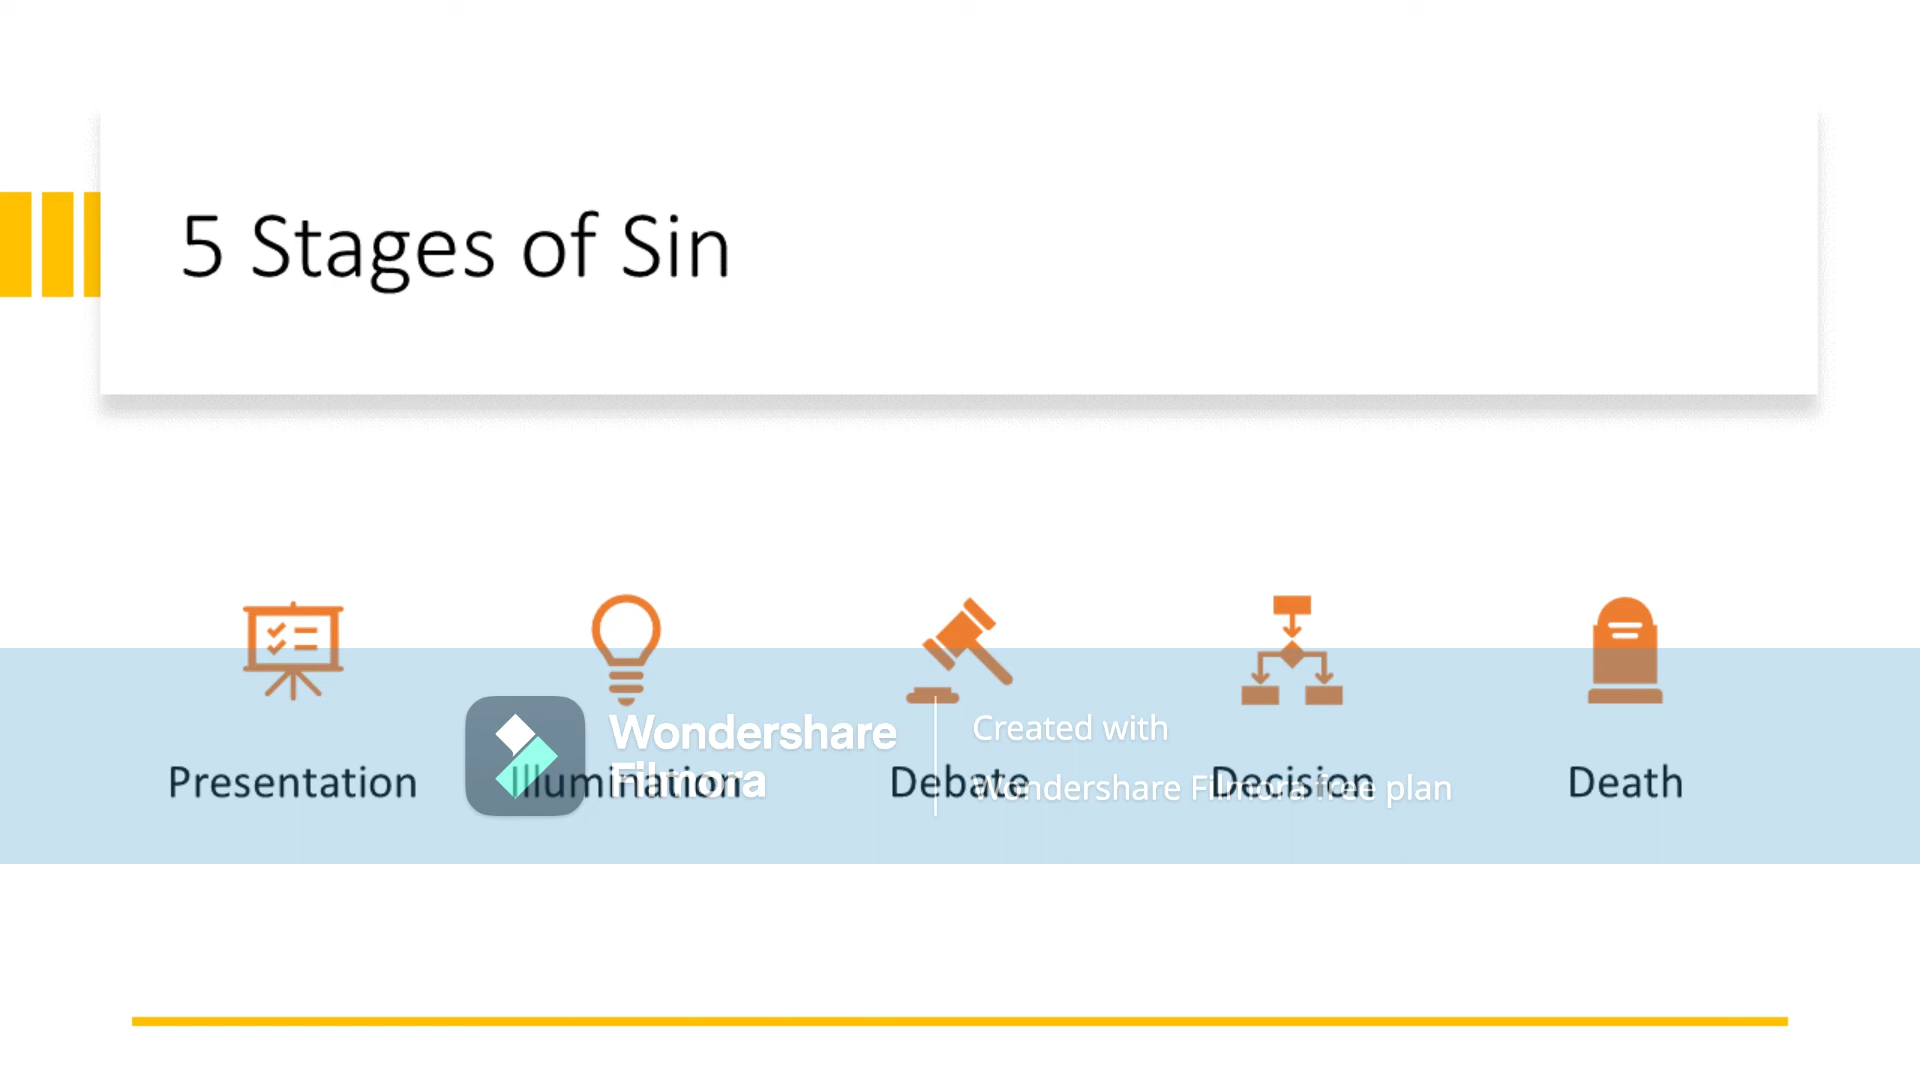 5 Stages of Sin
Presentation
Illumination
Debate
Decision
Death
Wondershare
Filmora
Created with
Wondershare Filmora free plan